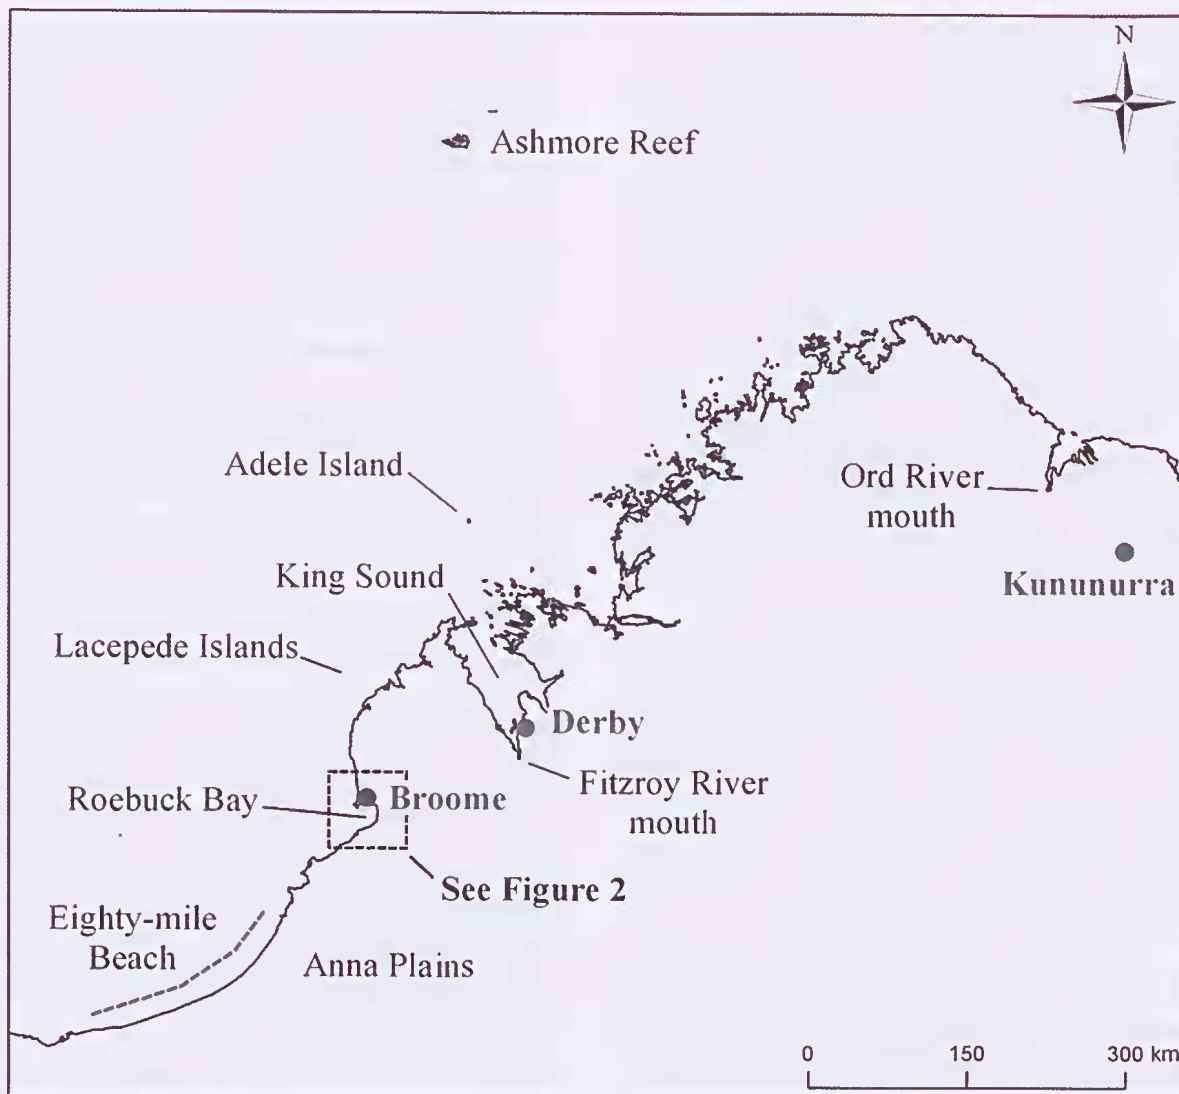 N
Ashmore Reef
Adele Island
Ord River
mouth
King Sound
Kununurra
Lacepede Islands
Derby
Fitzroy River
mouth
Roebuck Bay
Broome
See Figure 2
Eighty-mile
Beach
Anna Plains
0 150 300 km